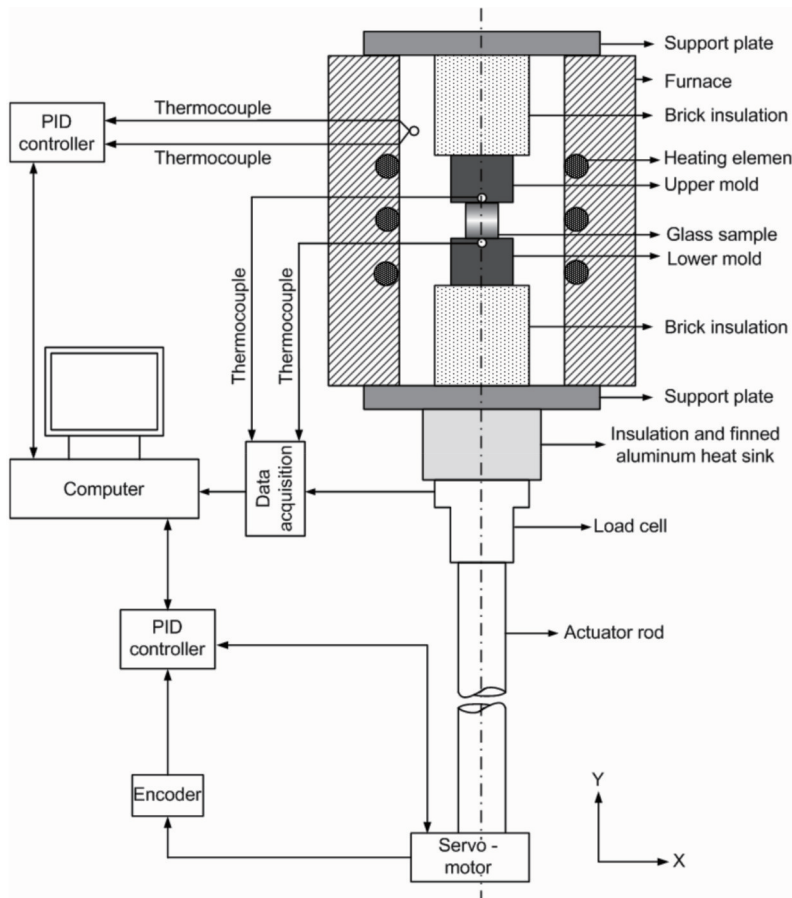 Support plate
Furnace
Thermocouple
PID
controller
Brick insulation
Thermocouple
Heating elemen
Upper mold
Glass sample
Lower mold
Thermocouple
Thermocouple
Brick insulation
Support plate
Insulation and finned
aluminum heat sink
Data
acquisition
Computer
Load cell
PID
controller
Actuator rod
Encoder
Y
Servo -
motor
X